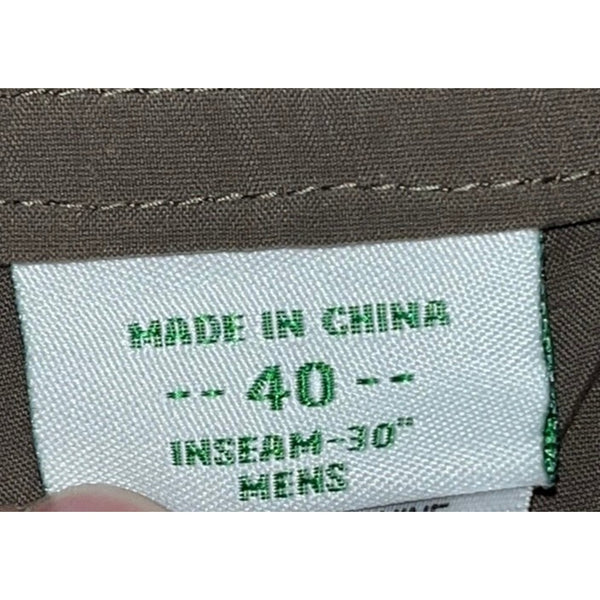 MADE IN CHINA
-- 40 --
INSEAM-30"
MENS